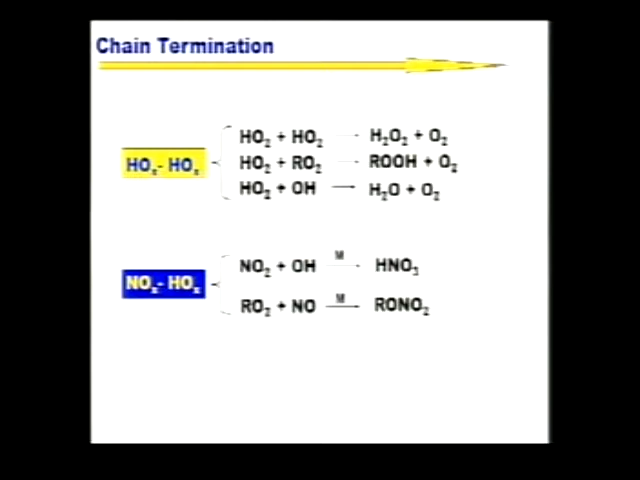 Chain Termination
HOₓ- HOₓ
HO₂ + HO₂ → H₂O₂ + O₂
HO₂ + RO₂ → ROOH + O₂
HO₂ + OH → H₂O + O₂
NOₓ- HOₓ
NO₂ + OH M→ HNO₃
RO₂ + NO M→ RONO₂